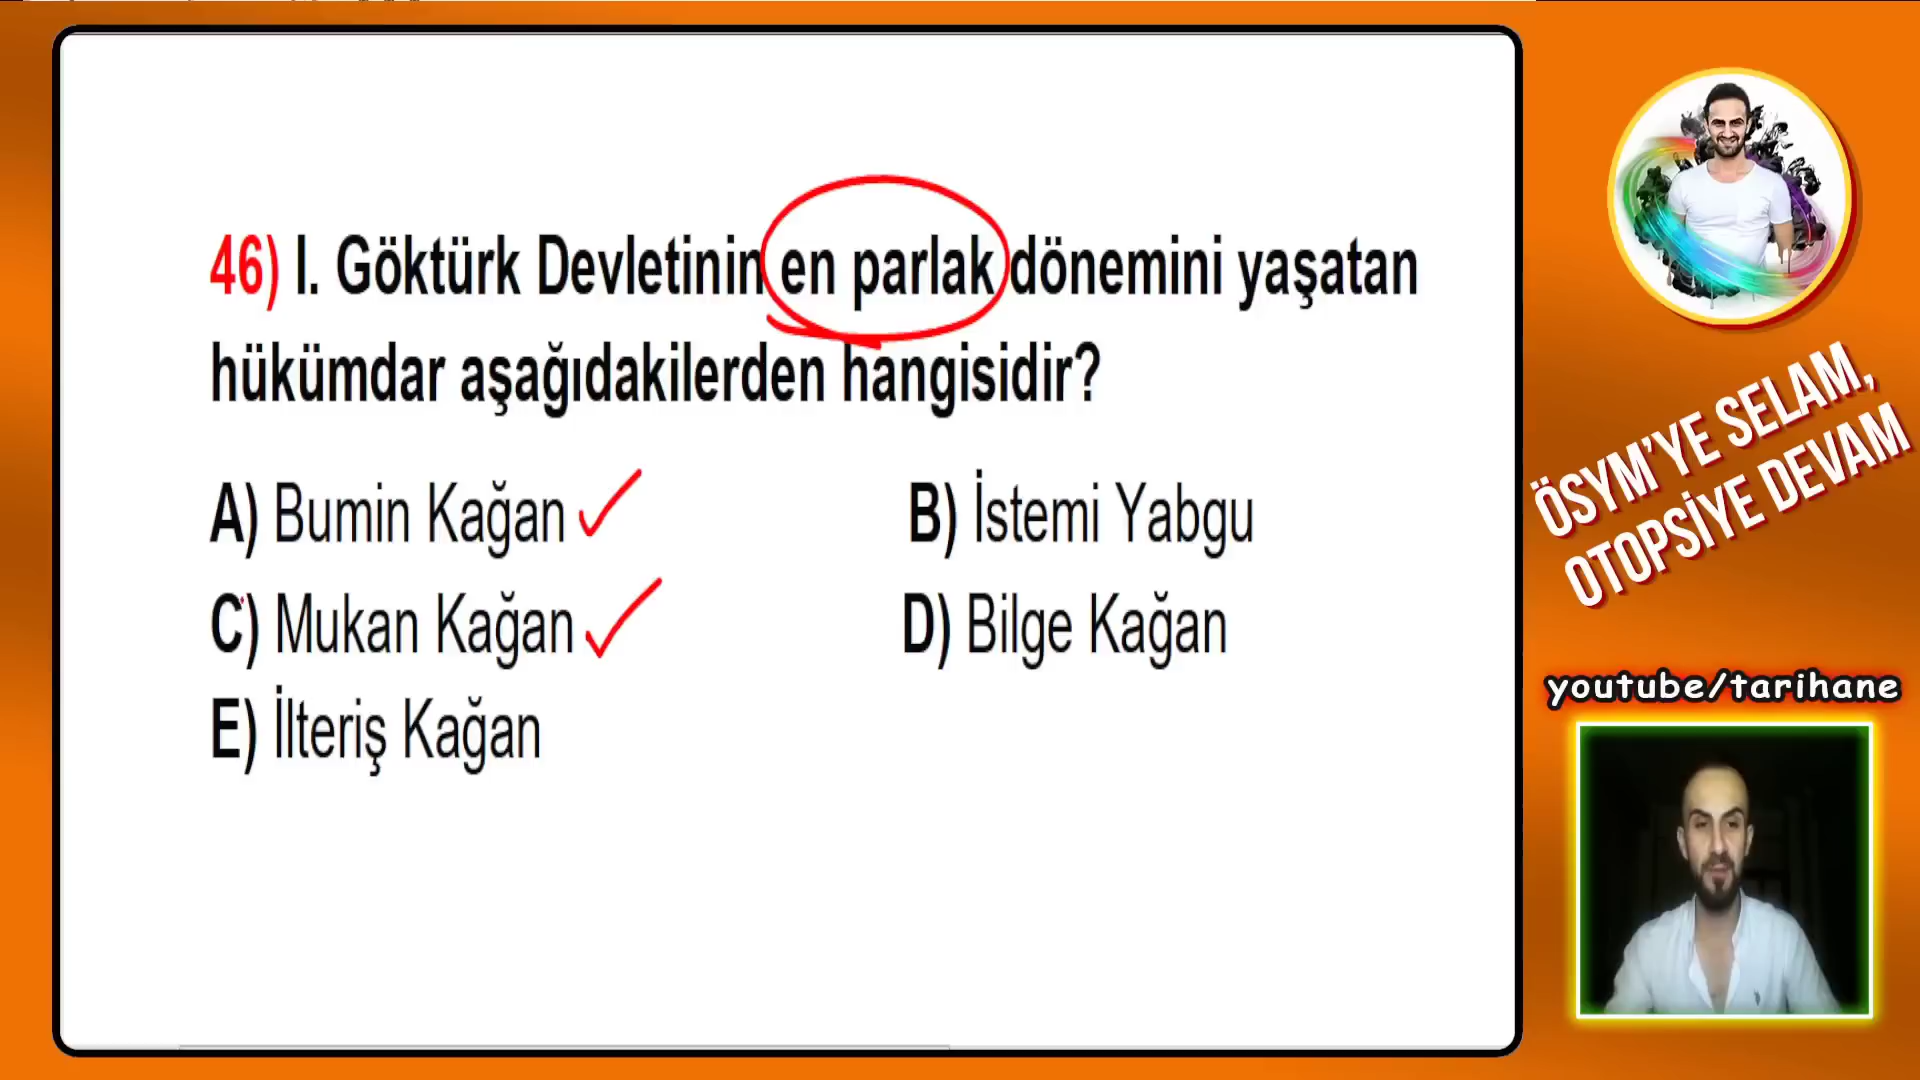 46) I. Göktürk Devletinin en parlak dönemini yaşatan
hükümdar aşağıdakilerden hangisidir?
A) Bumin Kağan
B) İstemi Yabgu
C) Mukan Kağan
D) Bilge Kağan
E) İlteriş Kağan
ÖSYM'YE SELAM,
OTOPSİYE DEVAM
youtube/tarihane